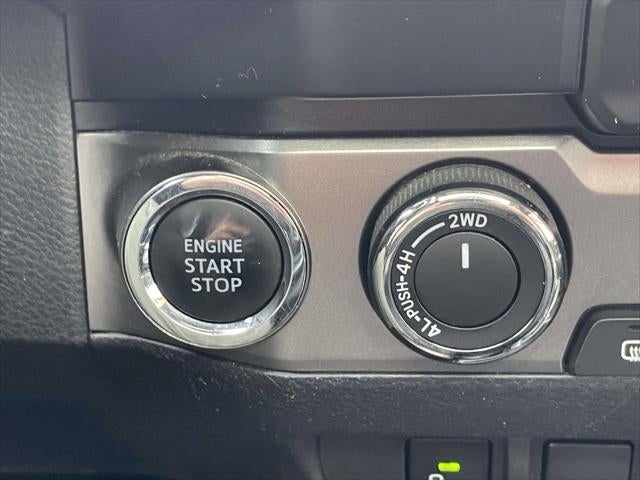 ENGINE
START
STOP
2WD
4L-PUSH-4H